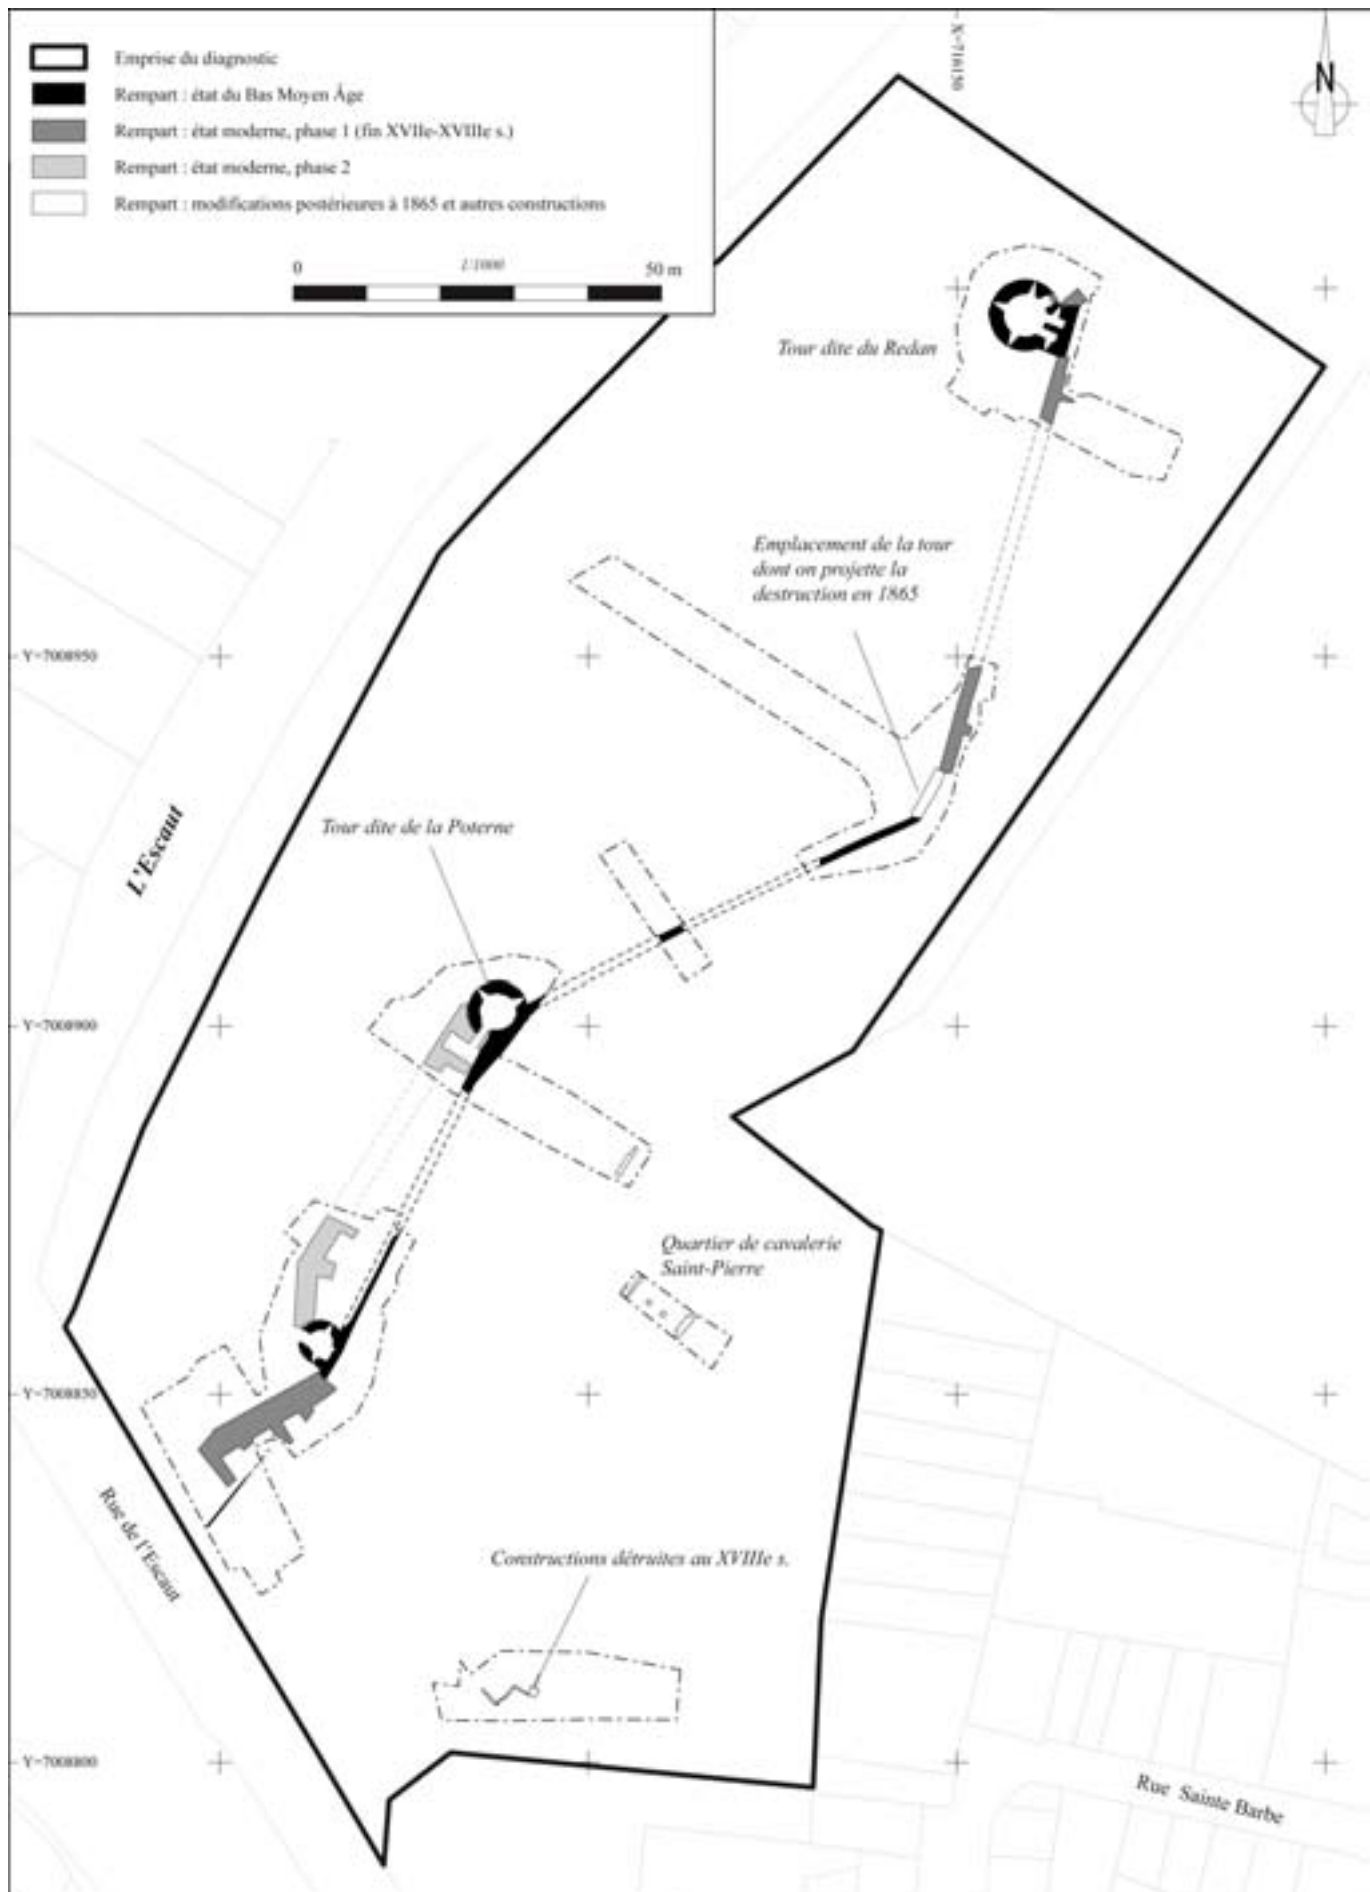 Emprise du diagnostic
Rempart : état du Bas Moyen Âge
Rempart : état moderne, phase 1 (fin XVIIe-XVIIIe s.)
Rempart : état moderne, phase 2
Rempart : modifications postérieures à 1865 et autres constructions
0 1/1000 50 m
X=716150
N
Tour dite du Redan
Emplacement de la tour
dont on projette la
destruction en 1865
Y=7008950
Tour dite de la Poterne
L'Escaut
Y=7008900
Quartier de cavalerie
Saint-Pierre
Y=7008850
Rue de l'Escaut
Constructions détruites au XVIIIe s.
Y=7008800
Rue Sainte Barbe